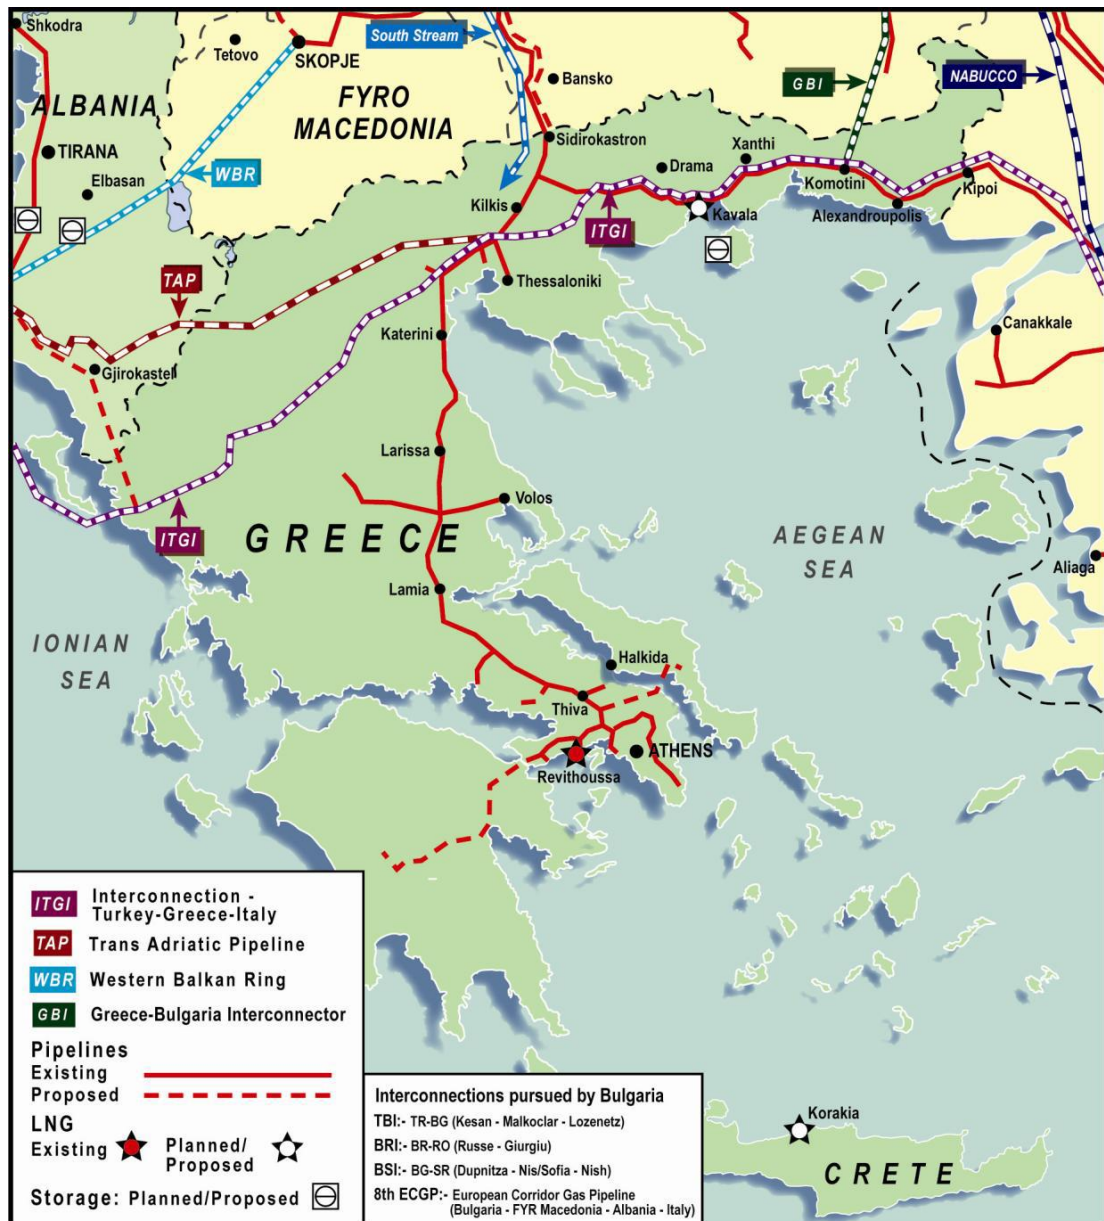 Shkodra
Tetovo
SKOPJE
South Stream
Bansko
GBI
NABUCCO
ALBANIA
FYRO
MACEDONIA
TIRANA
Elbasan
WBR
Sidirokastron
Drama
Xanthi
Komotini
Kipoi
Kilkis
ITGI
Kavala
Alexandroupolis
TAP
Thessaloniki
Katerini
Canakkale
Gjirokastell
Larissa
Volos
ITGI
GREECE
AEGEAN
SEA
Aliaga
Lamia
IONIAN
SEA
Halkida
Thiva
ATHENS
Revithoussa
ITGI Interconnection -
Turkey-Greece-Italy
TAP Trans Adriatic Pipeline
WBR Western Balkan Ring
GBI Greece-Bulgaria Interconnector
Pipelines
Existing
Proposed
LNG
Existing Planned/
Proposed
Storage: Planned/Proposed
Interconnections pursued by Bulgaria
TBI:- TR-BG (Kesan - Malkoclar - Lozenetz)
BRI:- BR-RO (Russe - Giurgiu)
BSI:- BG-SR (Dupnitza - Nis/Sofia - Nish)
8th ECGP:- European Corridor Gas Pipeline
(Bulgaria - FYR Macedonia - Albania - Italy)
Korakia
CRETE